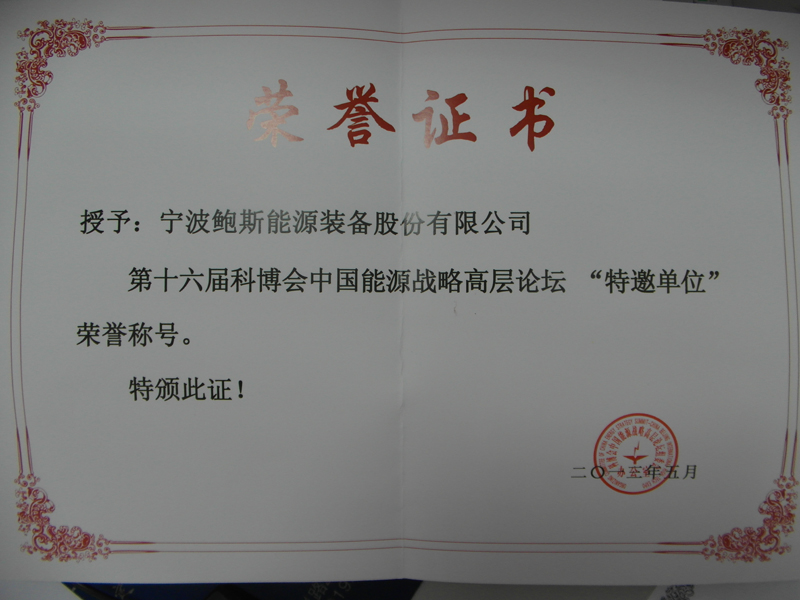 荣誉证书
授予：宁波鲍斯能源装备股份有限公司
第十六届科博会中国能源战略高层论坛 “特邀单位”
荣誉称号。
特颁此证！
二〇一三年五月